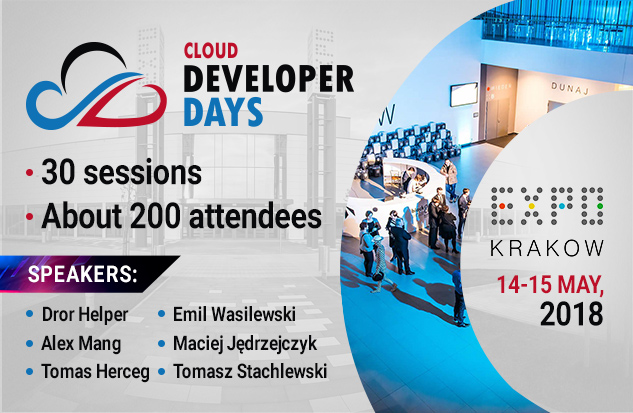 CLOUD
DEVELOPER
DAYS
• 30 sessions
• About 200 attendees
SPEAKERS:
• Dror Helper
• Alex Mang
• Tomas Herceg
• Emil Wasilewski
• Maciej Jędrzejczyk
• Tomasz Stachlewski
DUNAJ
EXPO
KRAKOW
14-15 MAY,
2018